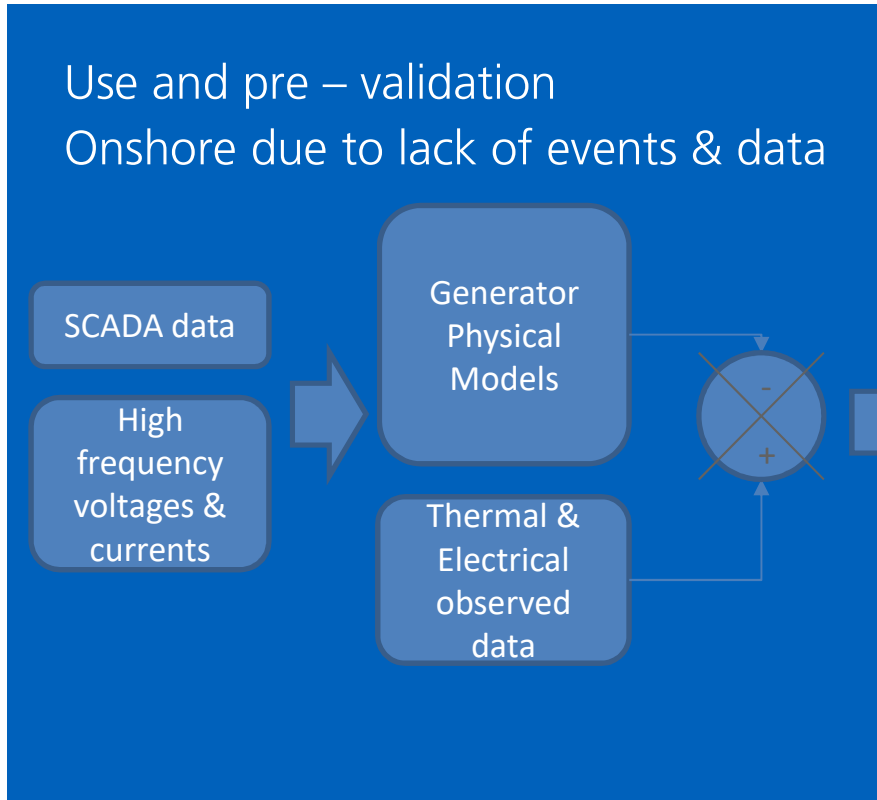 Use and pre – validation
Onshore due to lack of events & data
SCADA data
High
frequency
voltages &
currents
Generator
Physical
Models
Thermal &
Electrical
observed
data
-
+